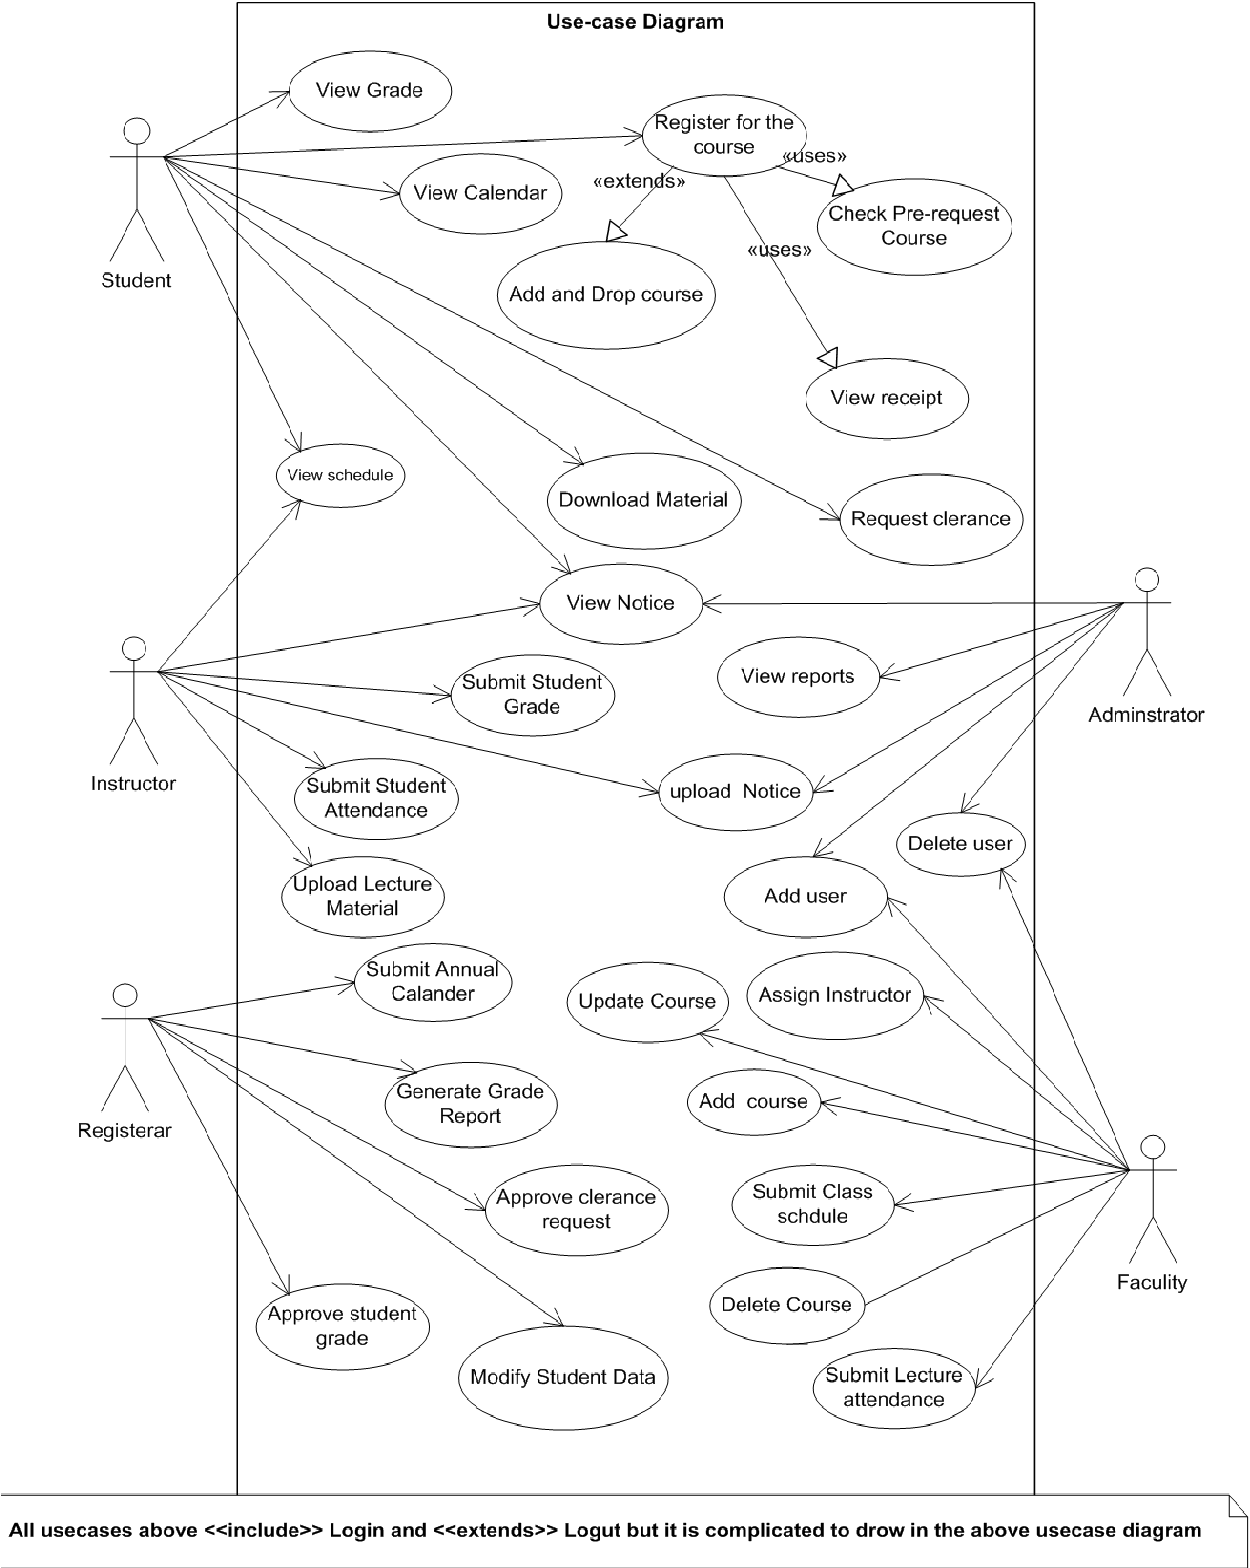 Use-case Diagram
View Grade
Register for the
course
«uses»
«extends»
View Calendar
Check Pre-request
Course
«uses»
Student
Add and Drop course
View receipt
View schedule
Download Material
Request clerance
View Notice
View reports
Submit Student
Grade
Adminstrator
Instructor
Submit Student
Attendance
upload  Notice
Delete user
Upload Lecture
Material
Add user
Submit Annual
Calander
Update Course
Assign Instructor
Generate Grade
Report
Add  course
Registerar
Approve clerance
request
Submit Class
schdule
Faculity
Delete Course
Approve student
grade
Modify Student Data
Submit Lecture
attendance
All usecases above <<include>> Login and <<extends>> Logut but it is complicated to drow in the above usecase diagram